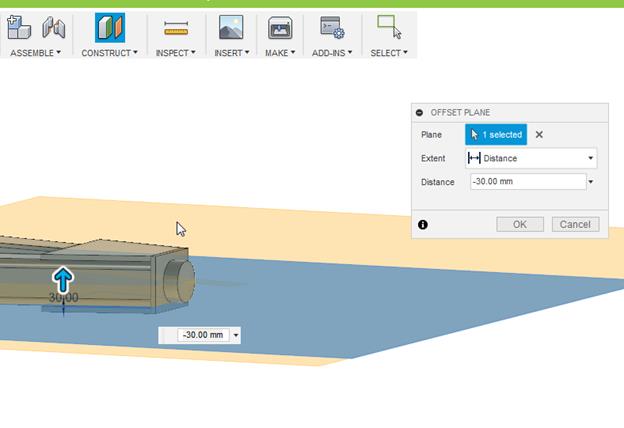 ASSEMBLE▼ CONSTRUCT▼ INSPECT▼ INSERT▼ MAKE▼ ADD-INS▼ SELECT▼
OFFSET PLANE
Plane 1 selected
Extent Distance
Distance -30.00 mm
OK Cancel
30.00
-30.00 mm